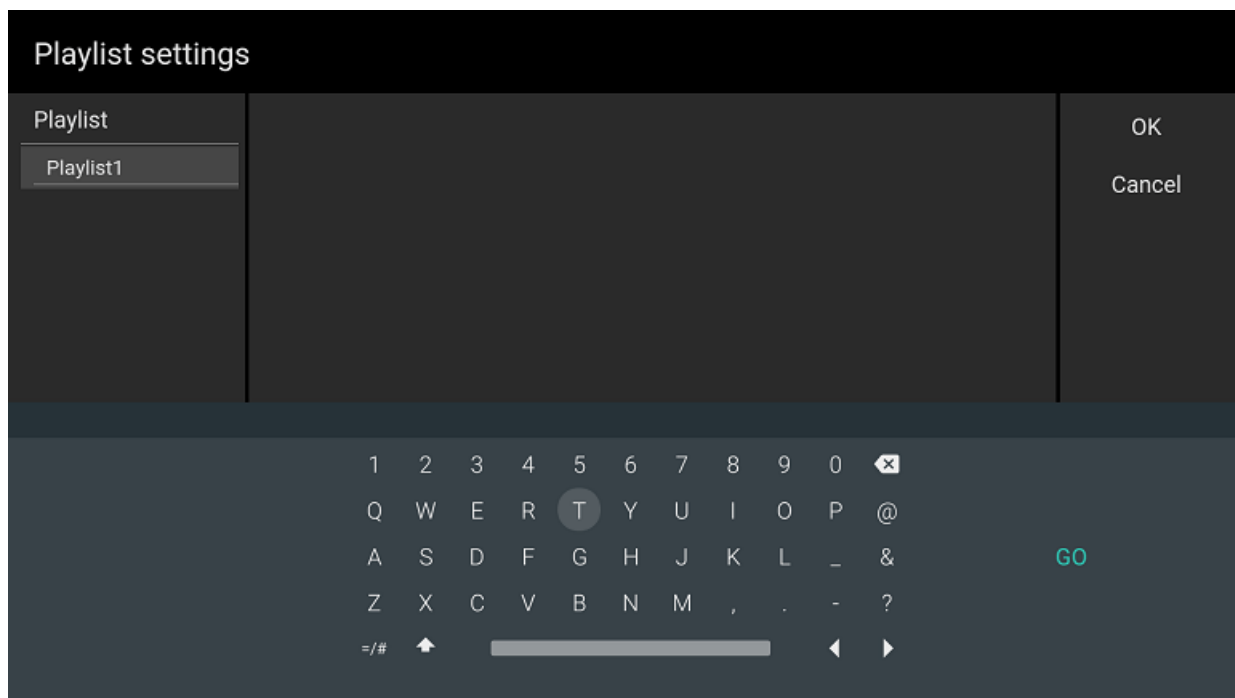 Playlist settings
Playlist
Playlist1
OK
Cancel
1 2 3 4 5 6 7 8 9 0
Q W E R T Y U I O P @
A S D F G H J K L _ &
GO
Z X C V B N M , . - ?
=/#